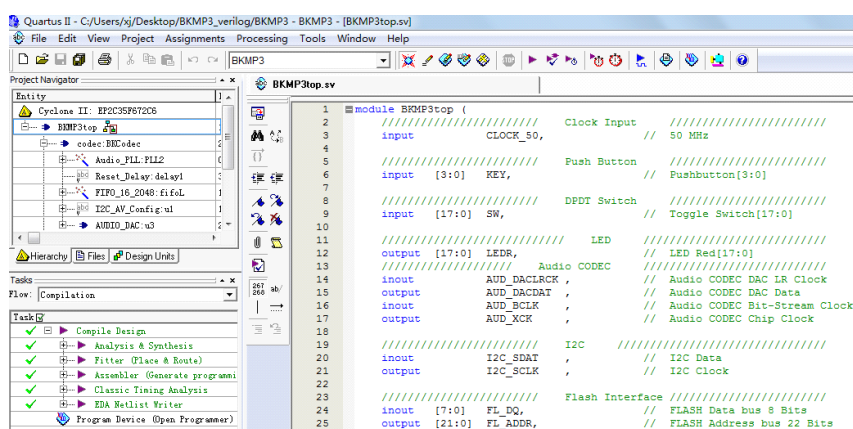 Quartus II - C:/Users/xj/Desktop/BKMP3_verilog/BKMP3 - BKMP3 - [BKMP3top.sv]
File Edit View Project Assignments Processing Tools Window Help
BKMP3
Project Navigator
BKMP3top.sv
Entity
Cyclone II: EP2C35F672C6
BKMP3top
codec:BKCodec
Audio_PLL:PLL2
Reset_Delay:delay1
FIFO_16_2048:fifoL
I2C_AV_Config:u1
AUDIO_DAC:u3
Hierarchy Files Design Units
Tasks
Flow: Compilation
Task
Compile Design
Analysis & Synthesis
Fitter (Place & Route)
Assembler (Generate programmi
Classic Timing Analysis
EDA Netlist Writer
Program Device (Open Programmer)
267
268 ab/
1 module BKMP3top (
2 //////////////////////// Clock Input ////////////////////////
3 input CLOCK_50, // 50 MHz
4
5 //////////////////////// Push Button ////////////////////////
6 input [3:0] KEY, // Pushbutton[3:0]
7
8 //////////////////////// DPDT Switch ////////////////////////
9 input [17:0] SW, // Toggle Switch[17:0]
10
11 //////////////////////////// LED ////////////////////////////
12 output [17:0] LEDR, // LED Red[17:0]
13 //////////////////// Audio CODEC ////////////////////////////
14 inout AUD_DACLRCK , // Audio CODEC DAC LR Clock
15 output AUD_DACDAT , // Audio CODEC DAC Data
16 inout AUD_BCLK , // Audio CODEC Bit-Stream Clock
17 output AUD_XCK , // Audio CODEC Chip Clock
18
19 //////////////////////// I2C ////////////////////////////////
20 inout I2C_SDAT , // I2C Data
21 output I2C_SCLK , // I2C Clock
22
23 //////////////////////// Flash Interface ////////////////////////
24 inout [7:0] FL_DQ, // FLASH Data bus 8 Bits
25 output [21:0] FL_ADDR, // FLASH Address bus 22 Bits